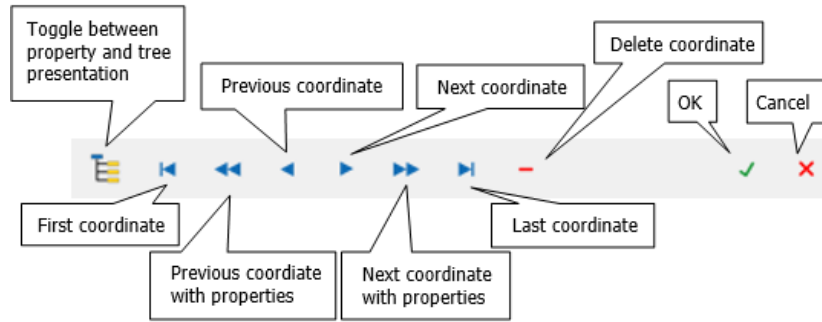 Toggle between
property and tree
presentation
Previous coordinate
Next coordinate
Delete coordinate
OK
Cancel
First coordinate
Previous coordiate
with properties
Next coordinate
with properties
Last coordinate